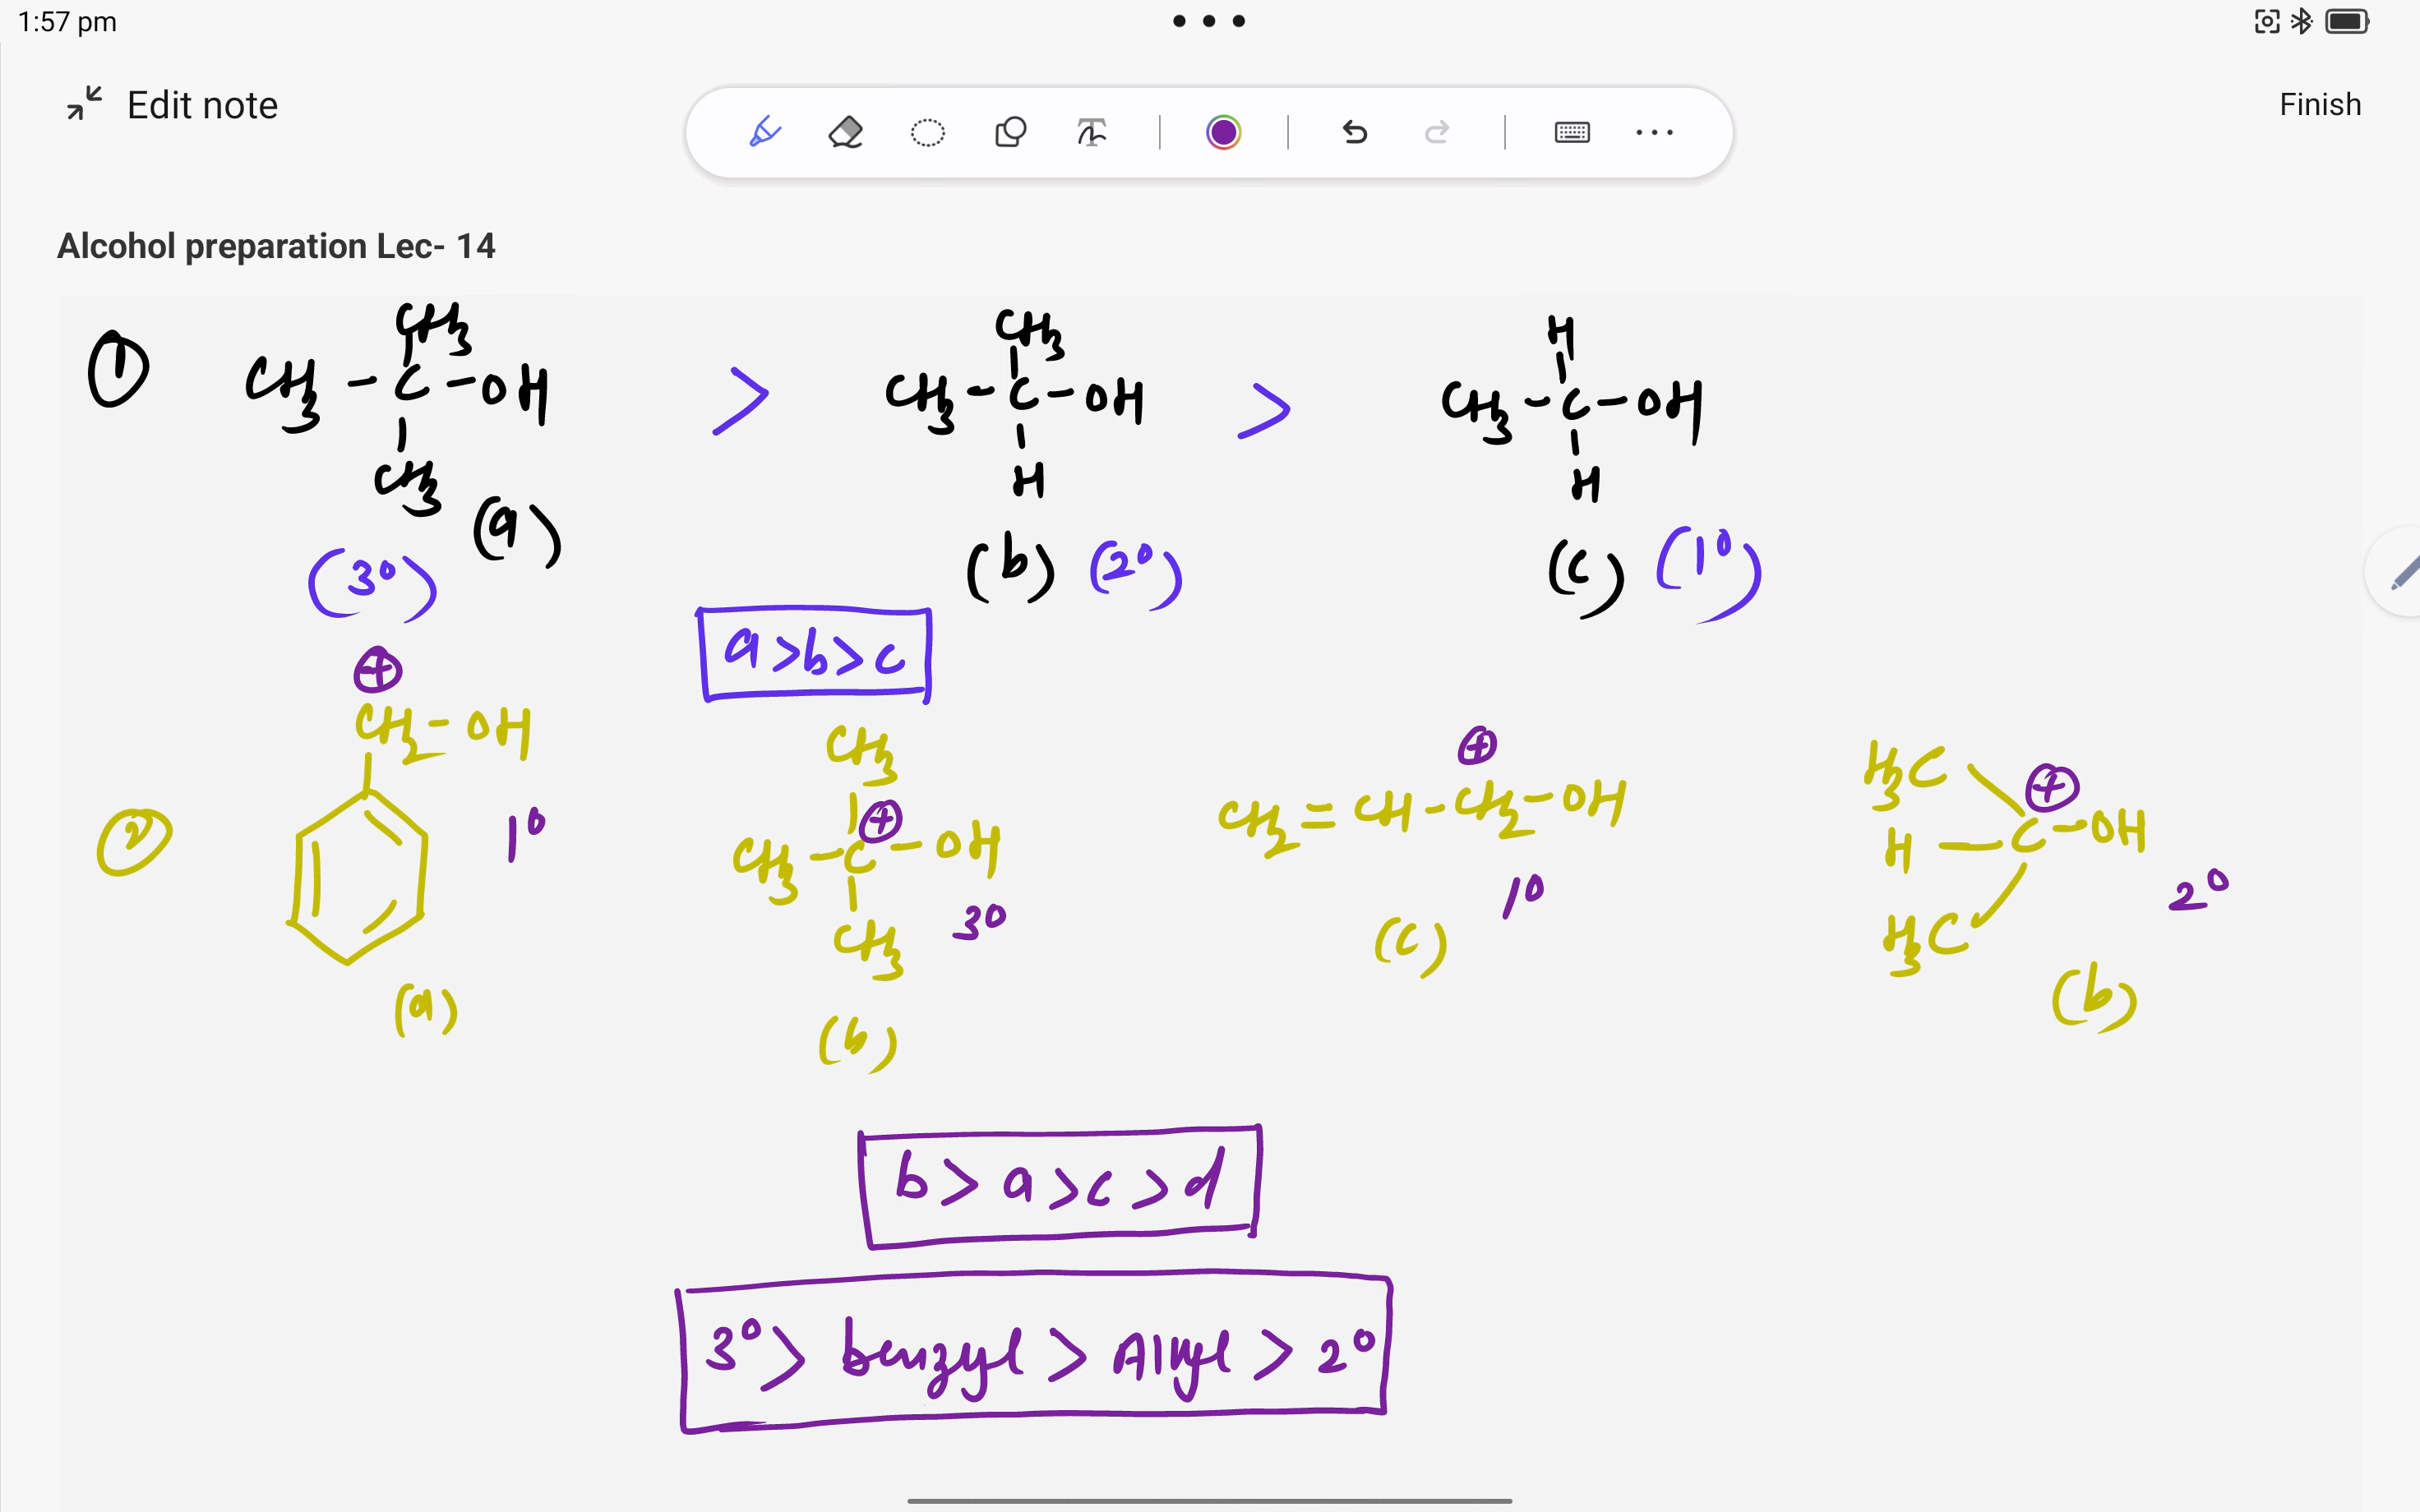 1:57 pm
Edit note
Finish
Alcohol preparation Lec- 14
① CH3 - C - OH > CH3 - C - OH > CH3 - C - OH
CH3 CH3 H
CH3 H H
(a) (b) (c)
(3°) (2°) (1°)
a > b > c
⊕ ⊕ ⊕ ⊕
② CH2 - OH
1°
(a)
CH3
CH3 - C - OH
CH3
3°
(b)
CH2 = CH - CH2 - OH
1°
(c)
H3C
H - C - OH
H3C
2°
(b)
b > a > c > d
3° > benzyl > Allyl > 2°